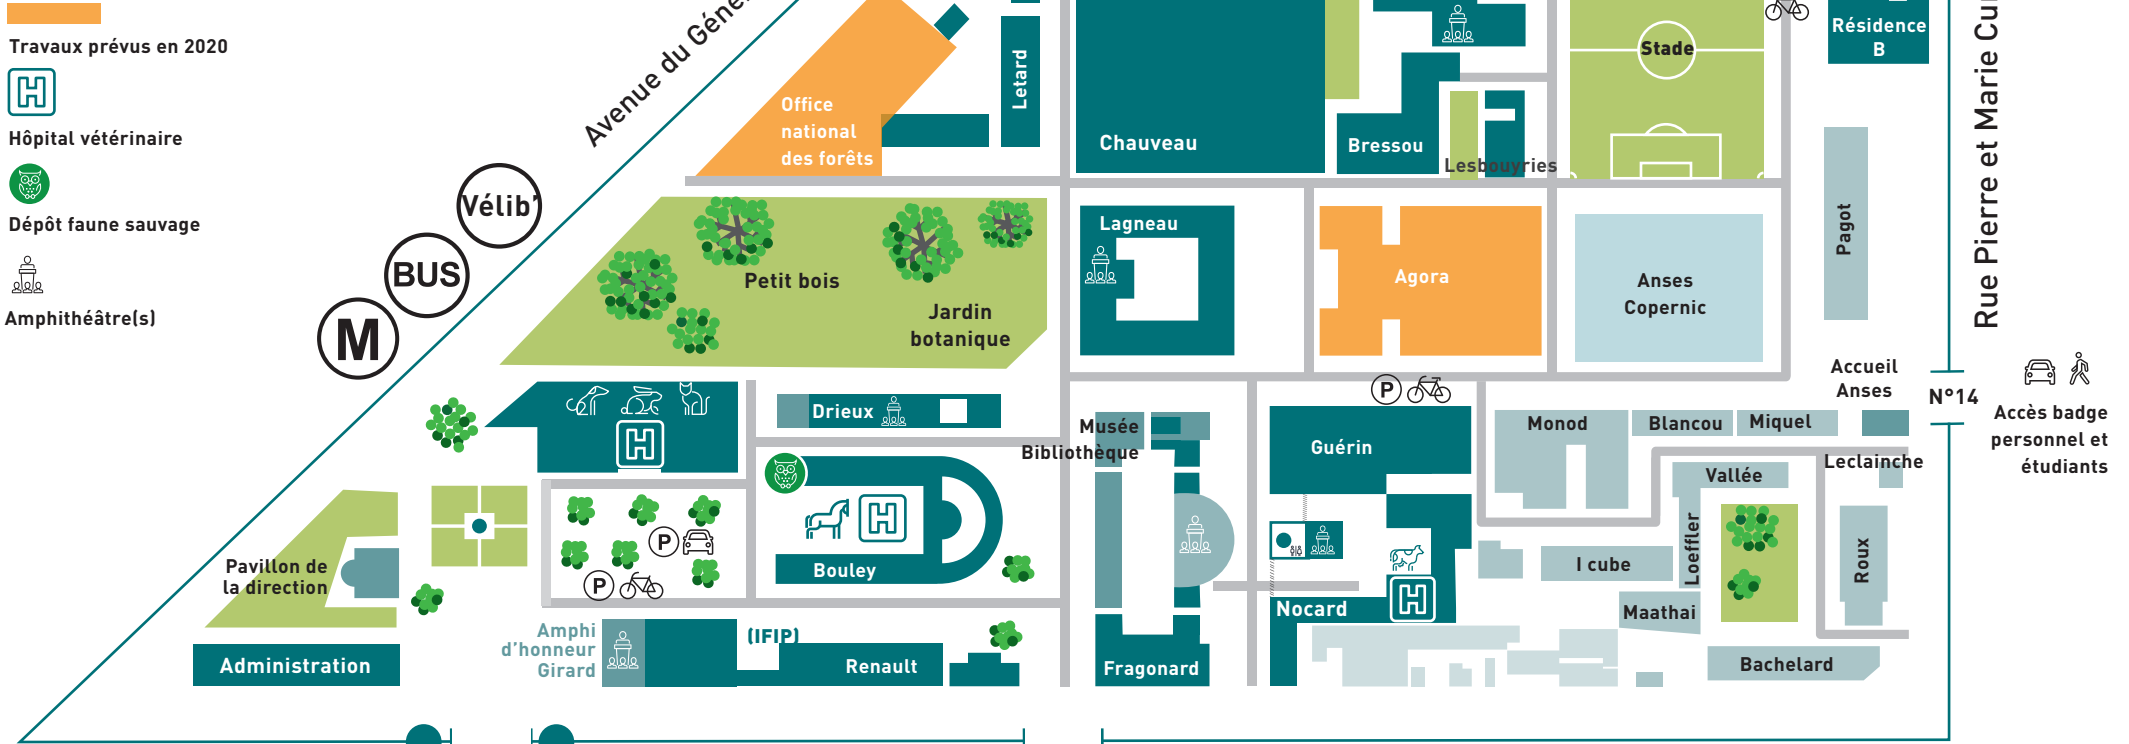 Travaux prévus en 2020
Hôpital vétérinaire
Dépôt faune sauvage
Amphithéâtre(s)
Avenue du Géné
Vélib'
BUS
M
Office
national
des forêts
Letard
Chauveau
Bressou
Lesbouyries
Stade
Résidence
B
Rue Pierre et Marie Cu
Petit bois
Jardin
botanique
Lagneau
Agora
Anses
Copernic
Pagot
Accueil
Anses
N°14
Accès badge
personnel et
étudiants
H
H
Drieux
Musée
Bibliothèque
P
Guérin
Monod
Blancou
Miquel
Leclainche
Vallée
Loeffler
Roux
I cube
Maathai
Bachelard
Pavillon de
la direction
Administration
P
P
H
Bouley
Amphi
d'honneur
Girard
(IFIP)
Renault
Fragonard
Nocard
H